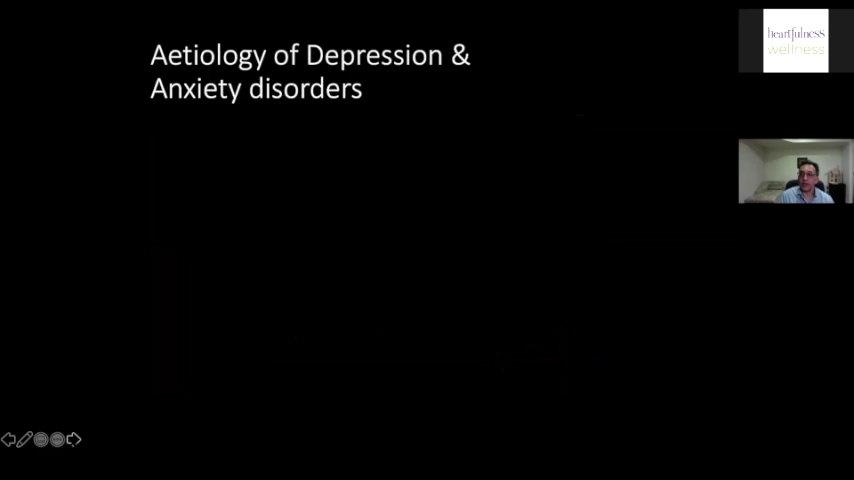 Aetiology of Depression &
Anxiety disorders
heartfulness
wellness